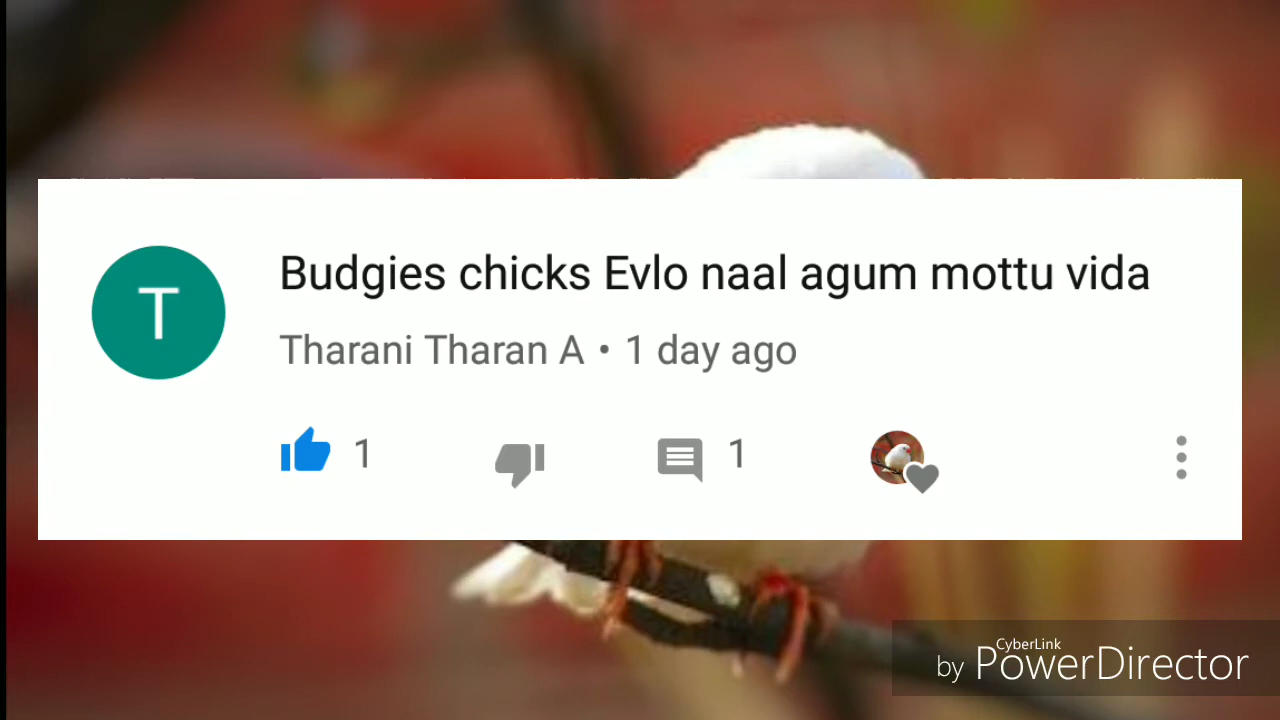 T
Budgies chicks Evlo naal agum mottu vida
Tharani Tharan A • 1 day ago
1
1
CyberLink
by PowerDirector